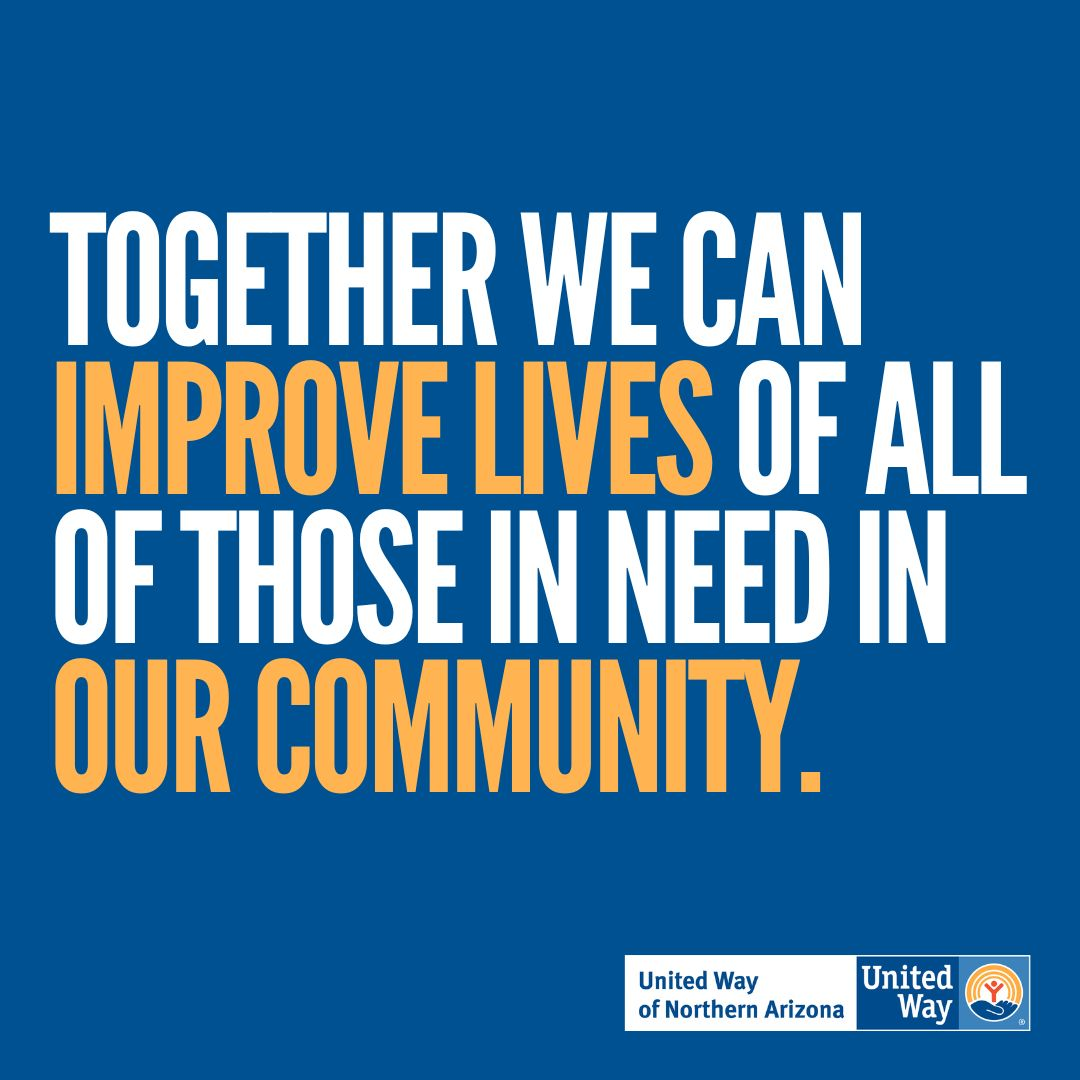 TOGETHER WE CAN
IMPROVE LIVES OF ALL
OF THOSE IN NEED IN
OUR COMMUNITY.
United Way
of Northern Arizona
United
Way
®